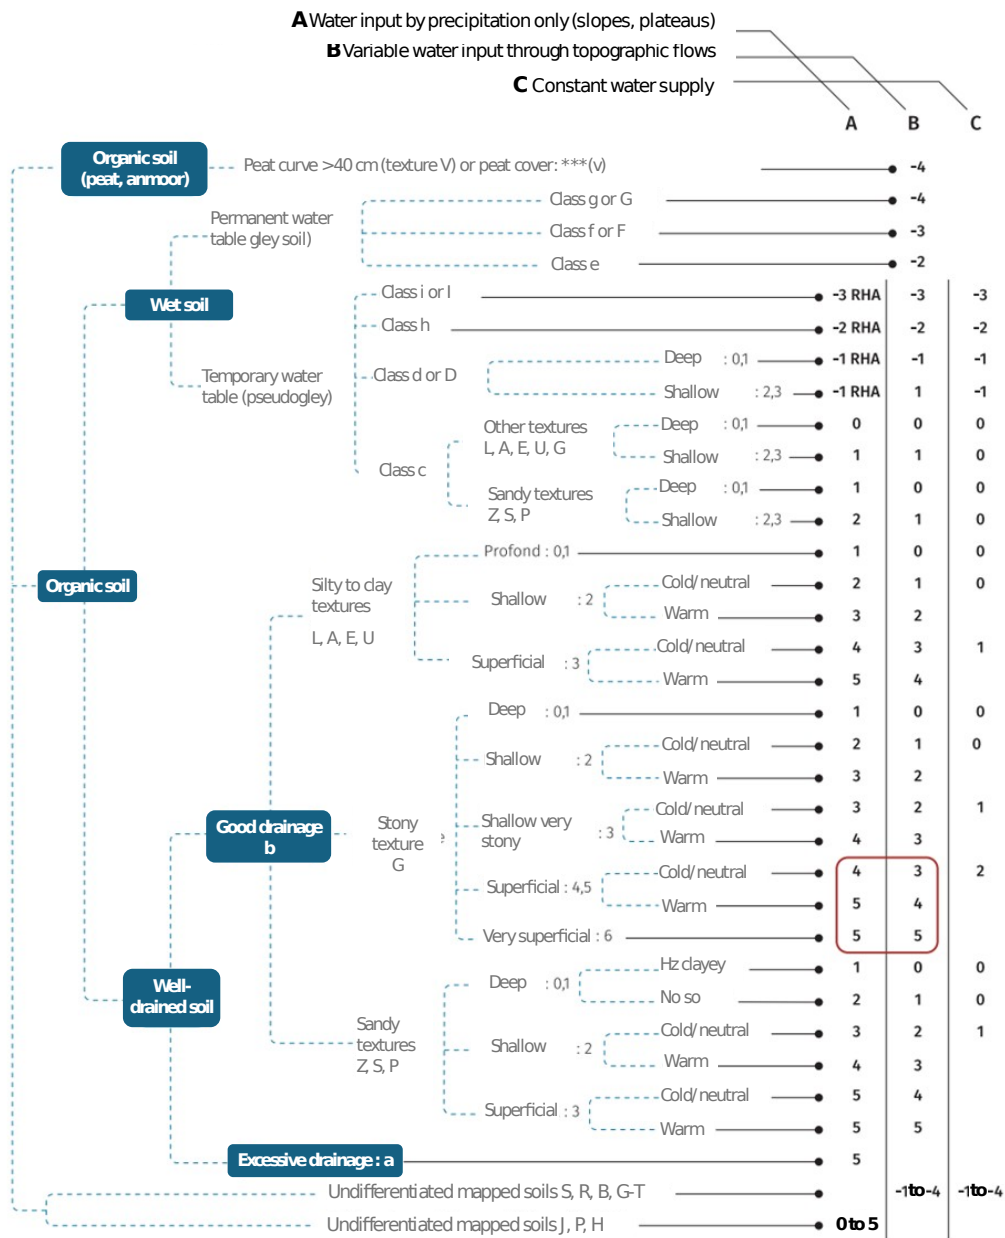 A Water input by precipitation only (slopes, plateaus)
B Variable water input through topographic flows
C Constant water supply
A B C
Organic soil
(peat, anmoor)
Peat curve >40 cm (texture V) or peat cover: ***(v) -4
Class g or G -4
Permanent water
table gley soil)
Class f or F -3
Class e -2
Wet soil
Class i or I -3 RHA -3 -3
Class h -2 RHA -2 -2
Temporary water
table (pseudogley)
Class d or D
Deep : 0,1 -1 RHA -1 -1
Shallow : 2,3 -1 RHA 1 -1
Class c
Other textures
L, A, E, U, G
Deep : 0,1 0 0 0
Shallow : 2,3 1 1 0
Sandy textures
Z, S, P
Deep : 0,1 1 0 0
Shallow : 2,3 2 1 0
Organic soil
Silty to clay
textures
L, A, E, U
Profond : 0,1 1 0 0
Shallow : 2
Cold/neutral 2 1 0
Warm 3 2
Superficial : 3
Cold/neutral 4 3 1
Warm 5 4
Good drainage
b
Stony
texture
G
Deep : 0,1 1 0 0
Shallow : 2
Cold/neutral 2 1 0
Warm 3 2
Shallow very
stony : 3
Cold/neutral 3 2 1
Warm 4 3
Superficial : 4,5
Cold/neutral 4 3 2
Warm 5 4
Very superficial : 6 5 5
Well-
drained soil
Sandy
textures
Z, S, P
Deep : 0,1
Hz clayey 1 0 0
No so 2 1 0
Shallow : 2
Cold/neutral 3 2 1
Warm 4 3
Superficial : 3
Cold/neutral 5 4
Warm 5 5
Excessive drainage : a 5
Undifferentiated mapped soils S, R, B, G-T -1 to -4 -1 to -4
Undifferentiated mapped soils J, P, H 0 to 5